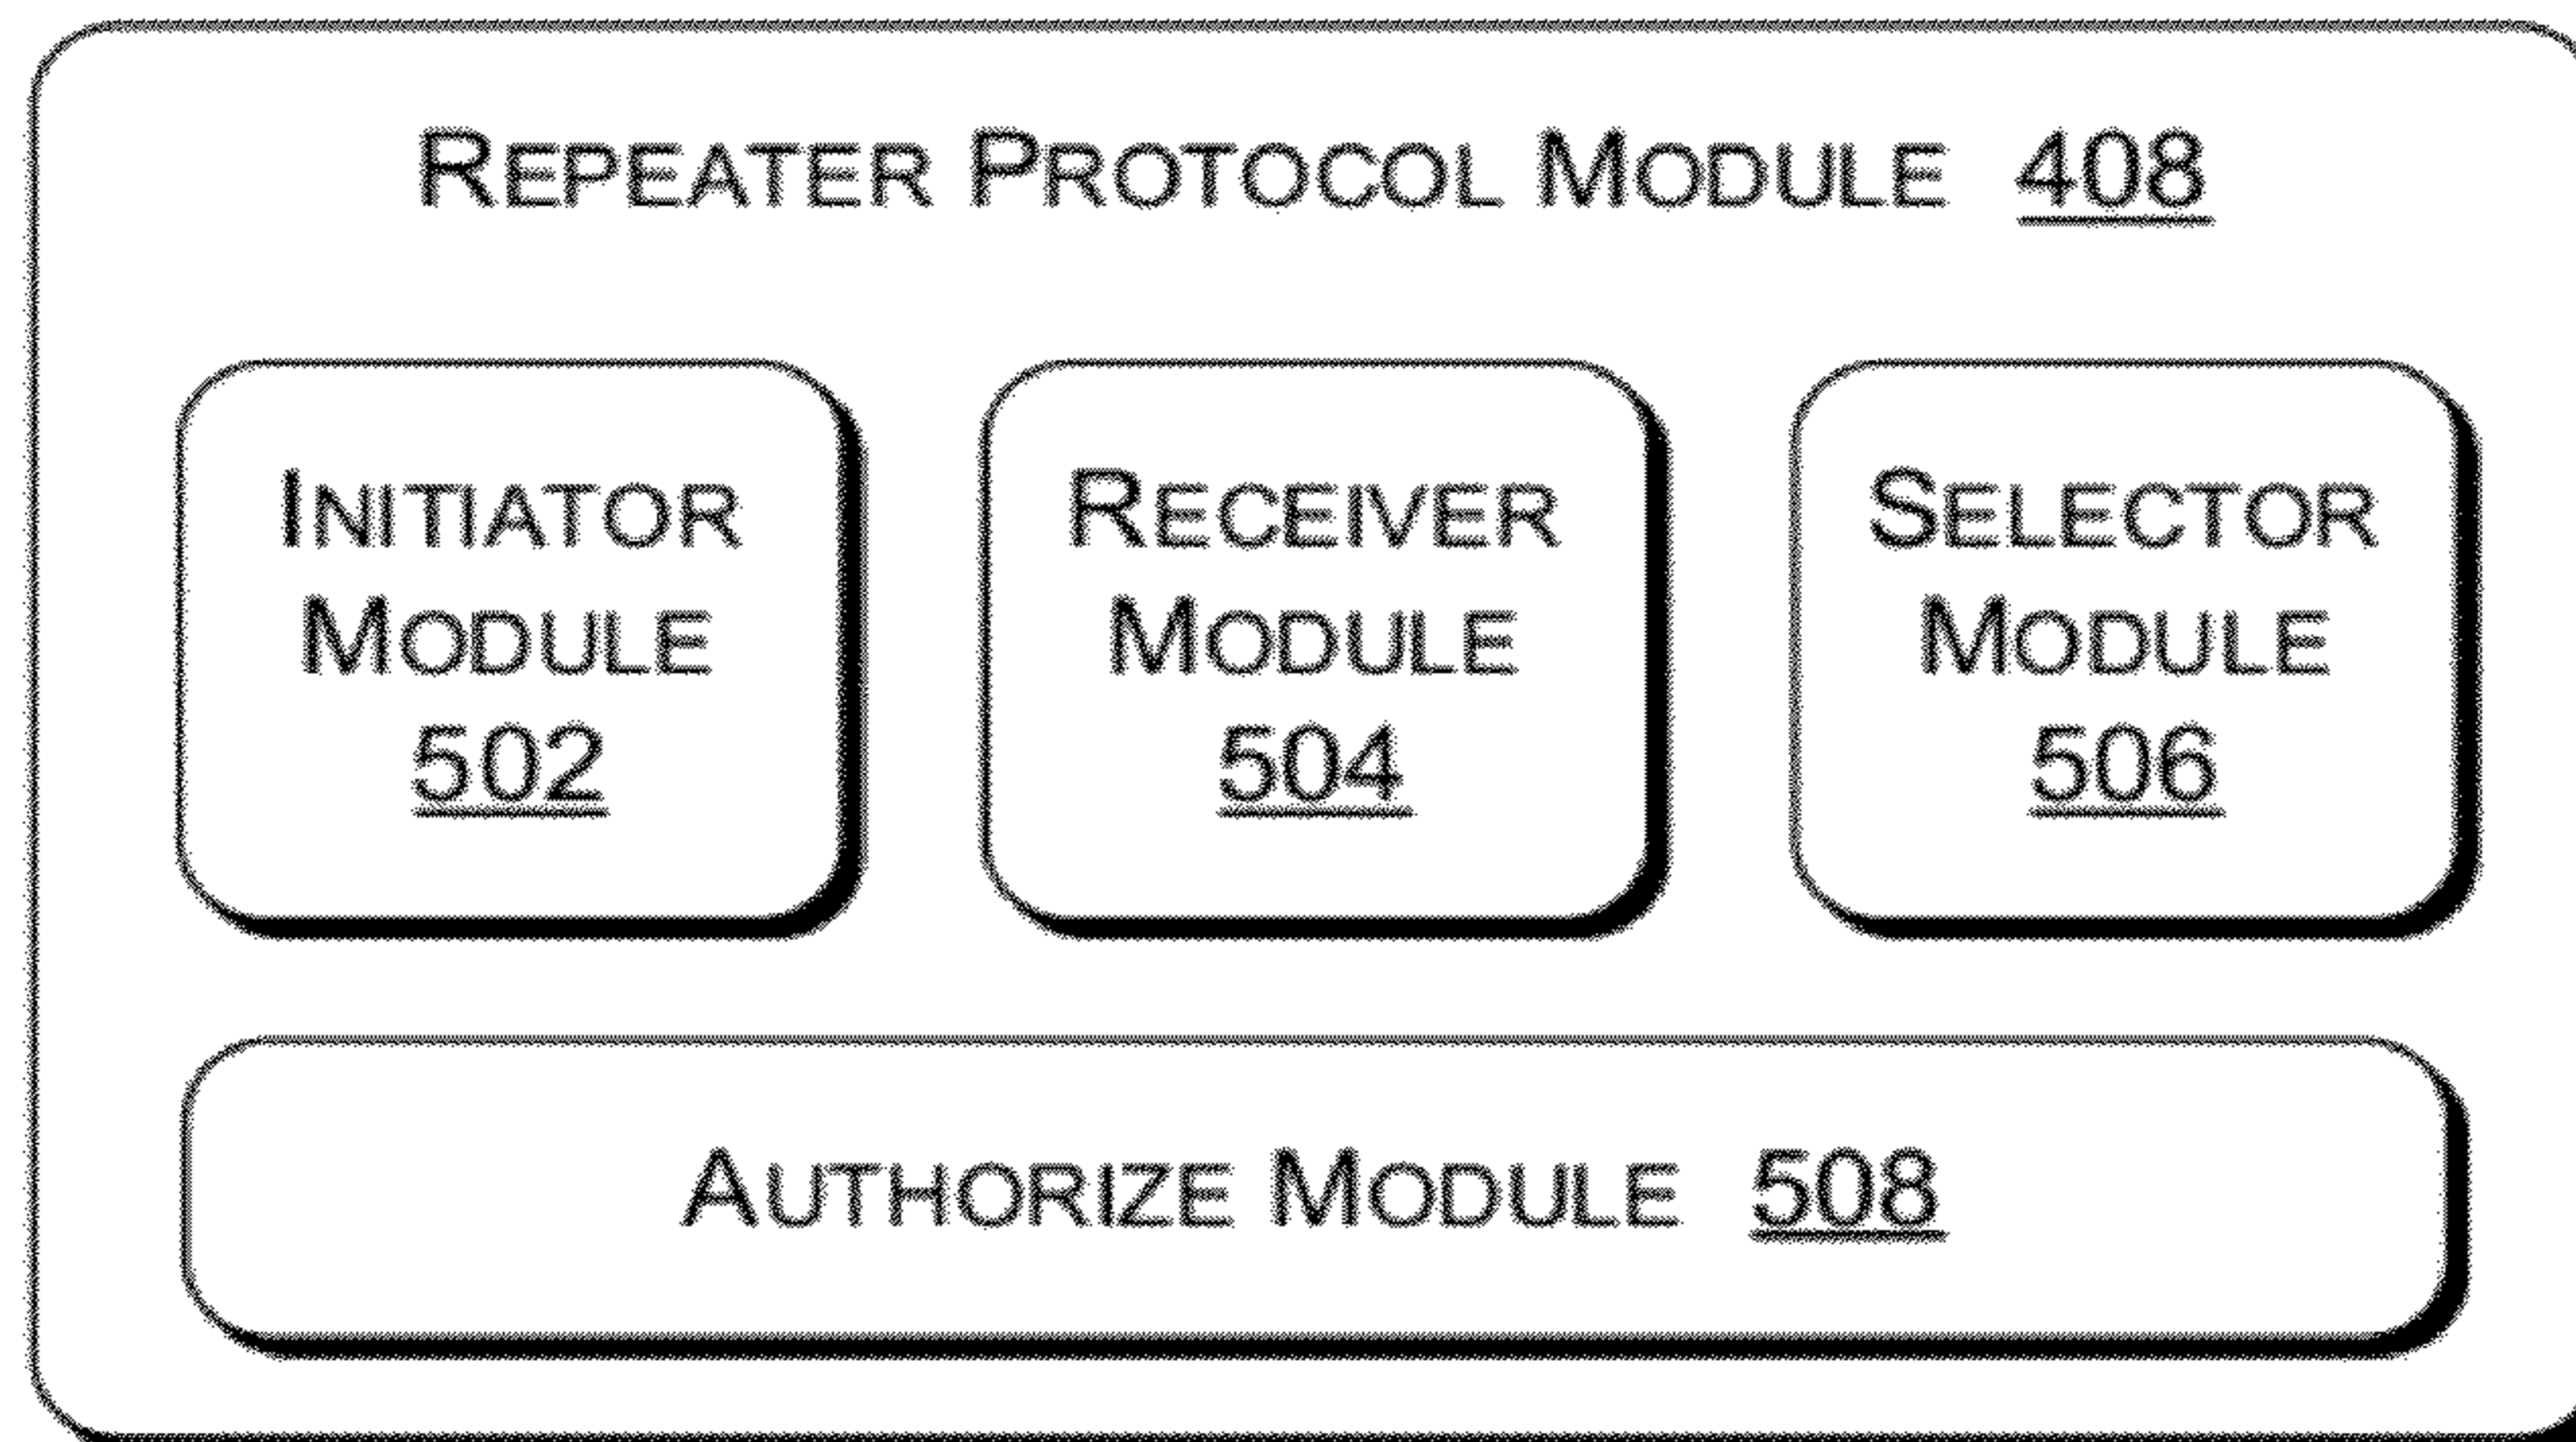 REPEATER PROTOCOL MODULE 408
INITIATOR
MODULE
502
RECEIVER
MODULE
504
SELECTOR
MODULE
506
AUTHORIZE MODULE 508